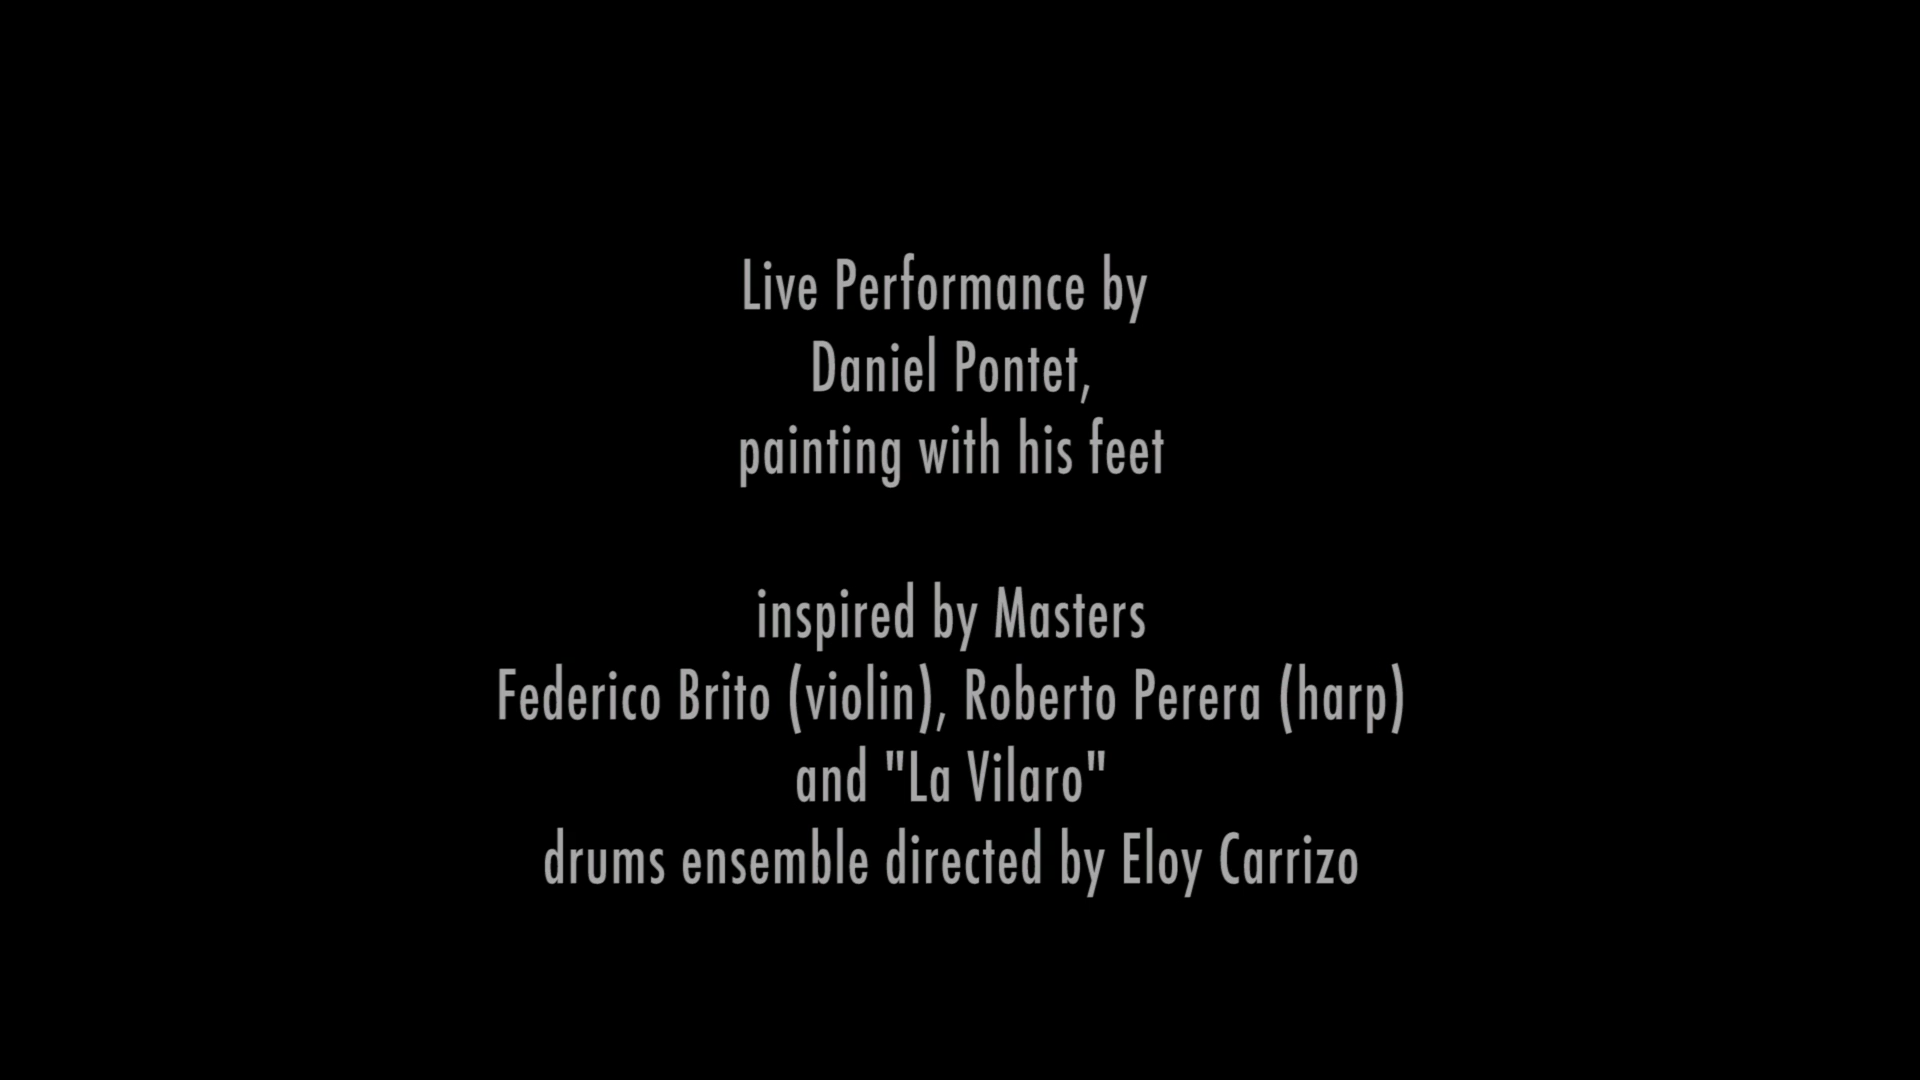 Live Performance by
Daniel Pontet,
painting with his feet
inspired by Masters
Federico Brito (violin), Roberto Perera (harp)
and "La Vilaro"
drums ensemble directed by Eloy Carrizo